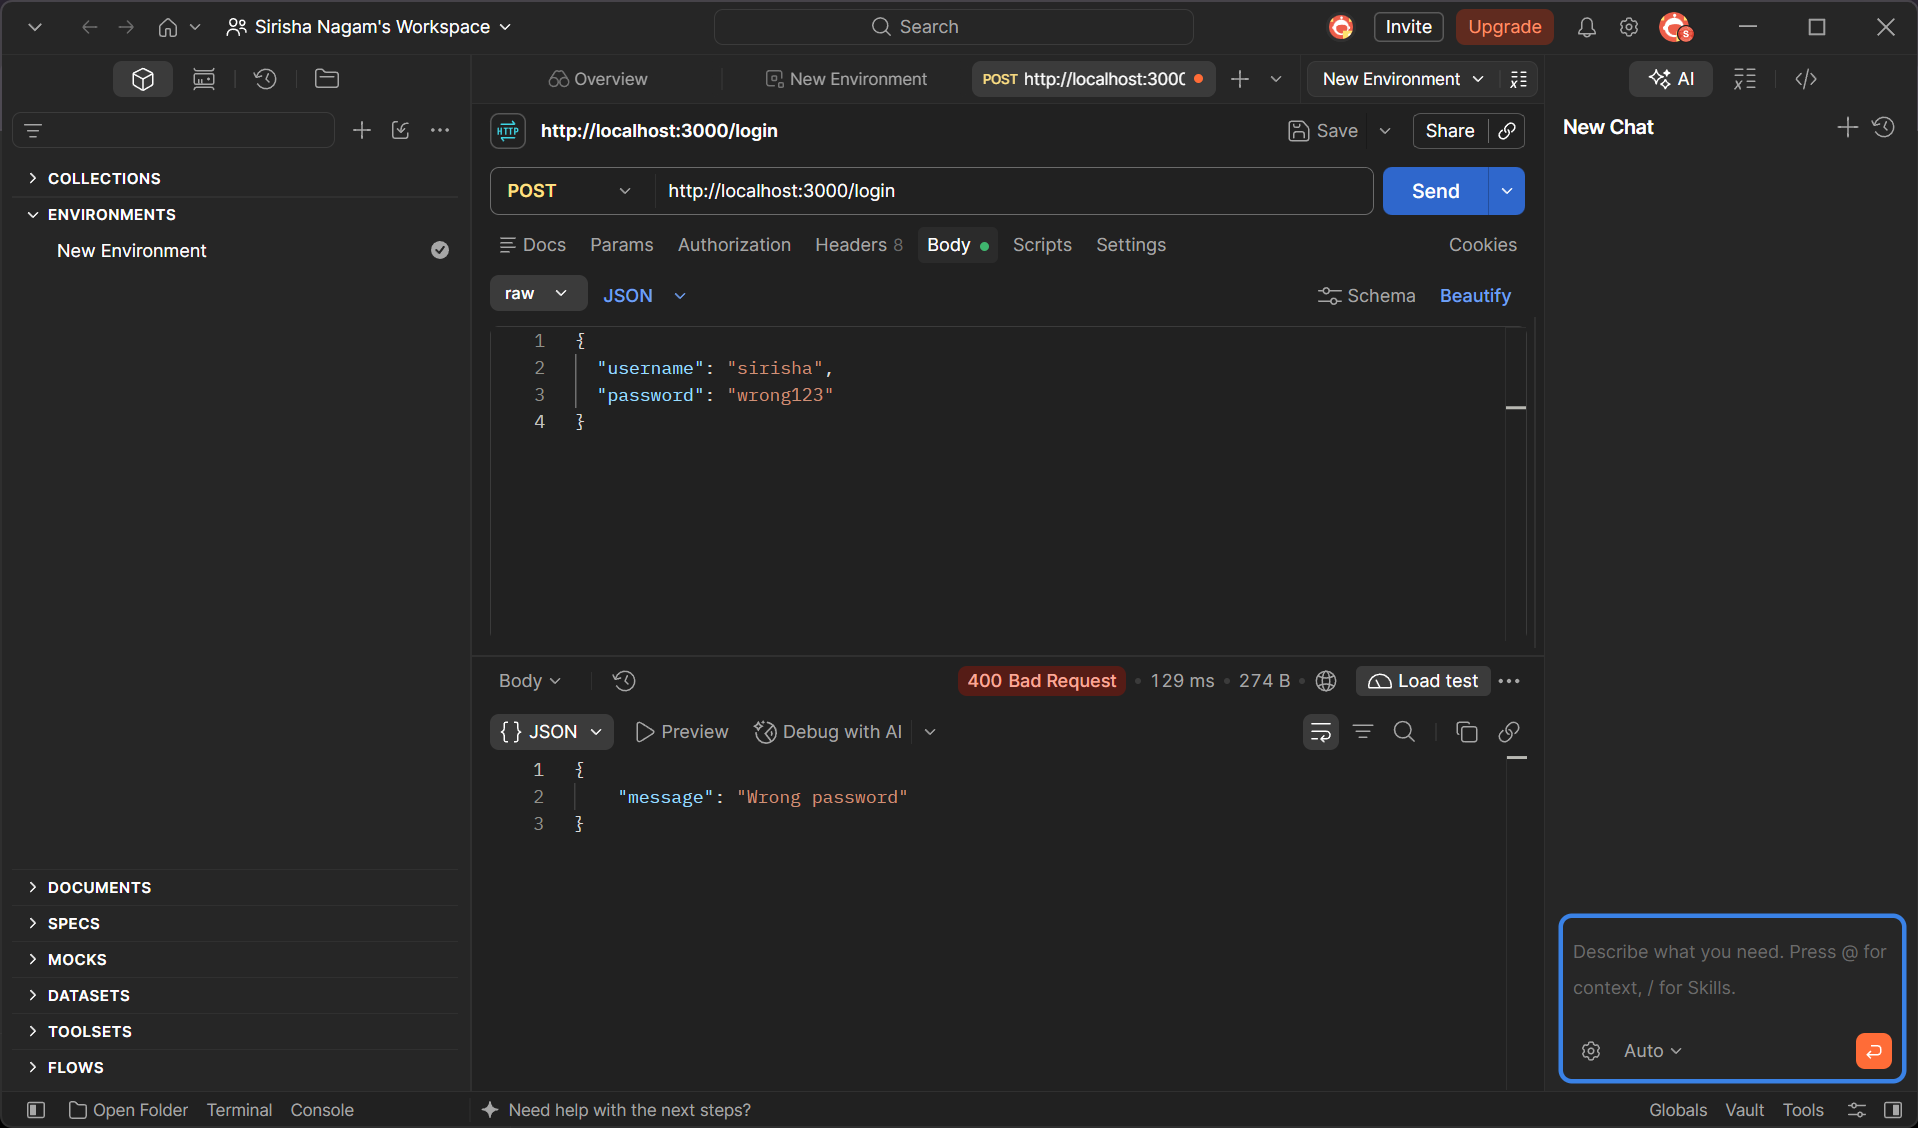 Sirisha Nagam's Workspace
Search
Invite
Upgrade
S
Overview
New Environment
POST http://localhost:3000
New Environment
AI
HTTP
http://localhost:3000/login
Save
Share
New Chat
COLLECTIONS
ENVIRONMENTS
New Environment
POST
http://localhost:3000/login
Send
Docs
Params
Authorization
Headers 8
Body
Scripts
Settings
Cookies
raw
JSON
Schema
Beautify
1 {
2 "username": "sirisha",
3 "password": "wrong123"
4 }
Body
400 Bad Request
129 ms
274 B
Load test
{} JSON
Preview
Debug with AI
1 {
2 "message": "Wrong password"
3 }
DOCUMENTS
SPECS
MOCKS
DATASETS
TOOLSETS
FLOWS
Describe what you need. Press @ for
context, / for Skills.
Auto
Open Folder
Terminal
Console
Need help with the next steps?
Globals
Vault
Tools